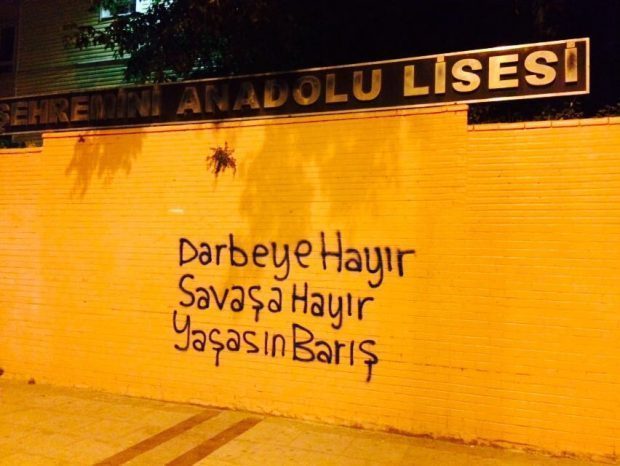 ŞEHREMİNİ ANADOLU LİSESİ
Darbeye Hayır
Savaşa Hayır
Yaşasın Barış